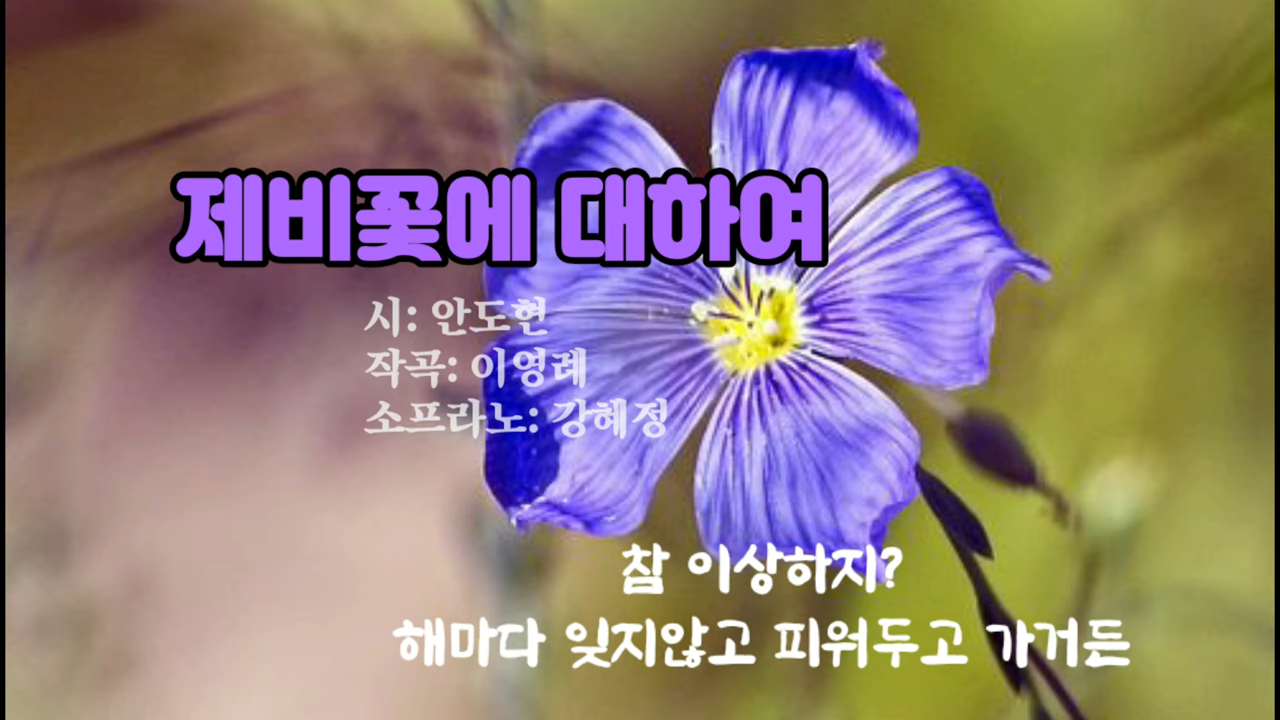 제비꽃에 대하여
시: 안도현
작곡: 이영례
소프라노: 강혜정
참 이상하지?
해마다 잊지않고 피워두고 가거든